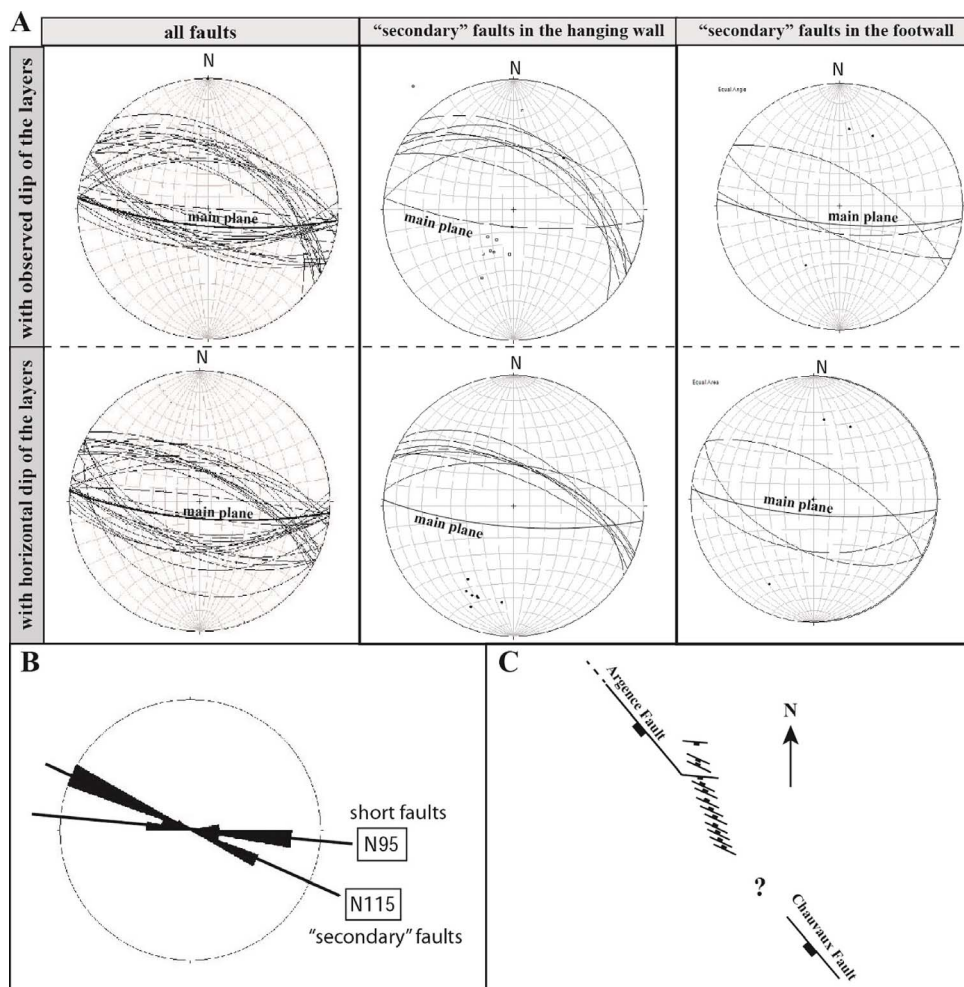 A
all faults
“secondary” faults in the hanging wall
“secondary” faults in the footwall
with observed dip of the layers
N
main plane
N
main plane
Equal Angle
N
main plane
with horizontal dip of the layers
N
main plane
N
main plane
Equal Area
N
main plane
B
short faults
N95
N115
“secondary” faults
C
Argence Fault
N
?
Chauvaux Fault